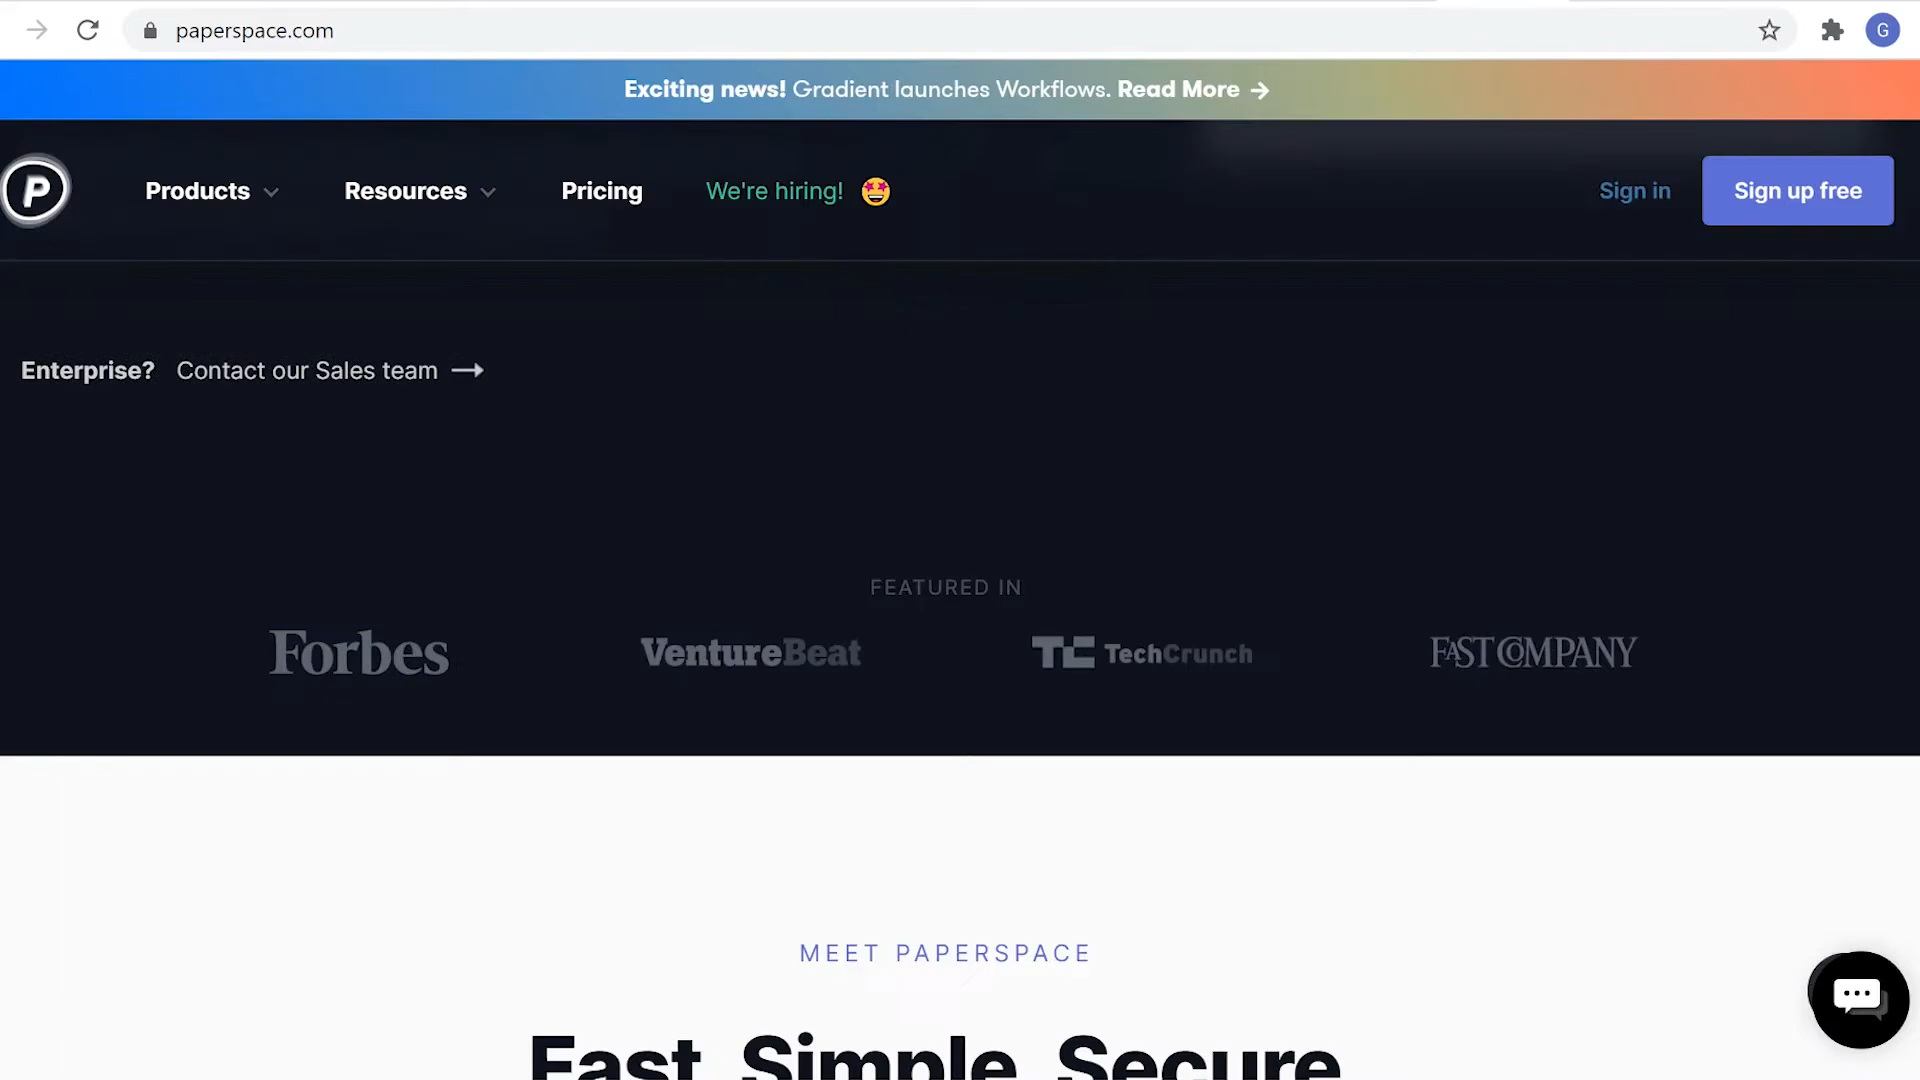 paperspace.com
G
Exciting news! Gradient launches Workflows. Read More →
P
Products Resources Pricing We're hiring! 🤩 Sign in Sign up free
Enterprise? Contact our Sales team →
FEATURED IN
Forbes VentureBeat TC TechCrunch FAST COMPANY
MEET PAPERSPACE
Fast. Simple. Secure